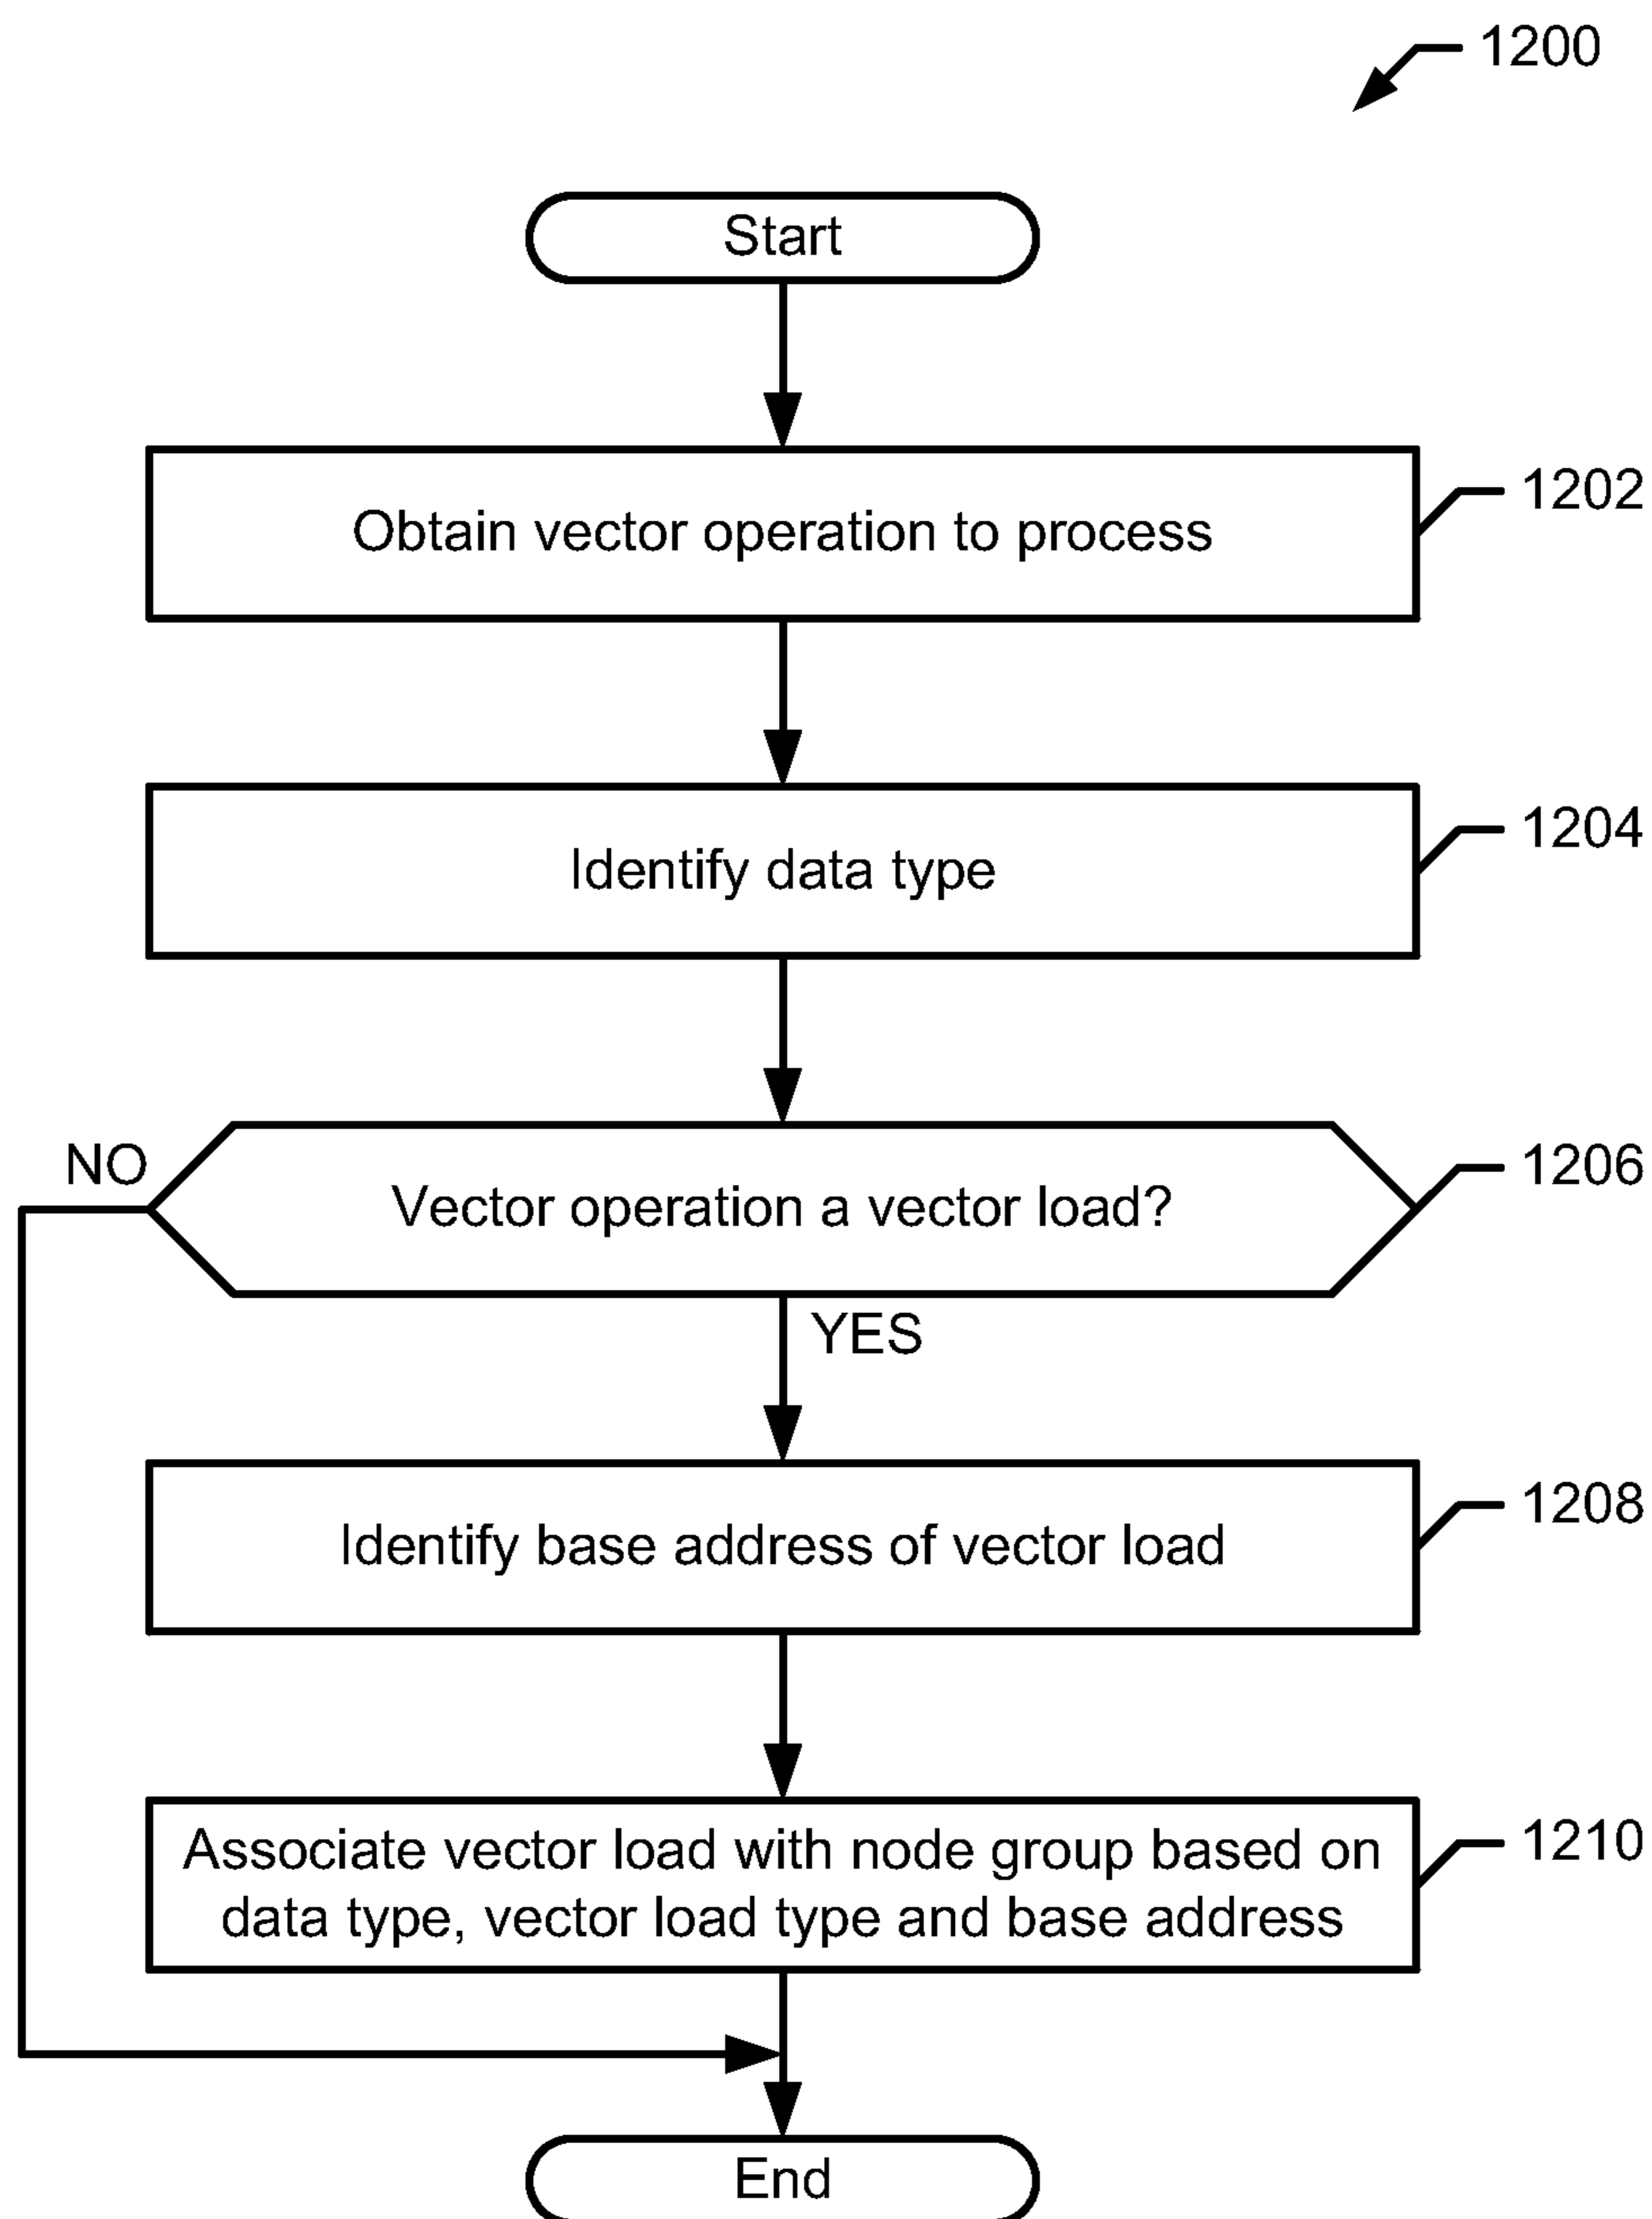 1200
Start
Obtain vector operation to process
1202
Identify data type
1204
NO
Vector operation a vector load?
1206
YES
Identify base address of vector load
1208
Associate vector load with node group based on
data type, vector load type and base address
1210
End